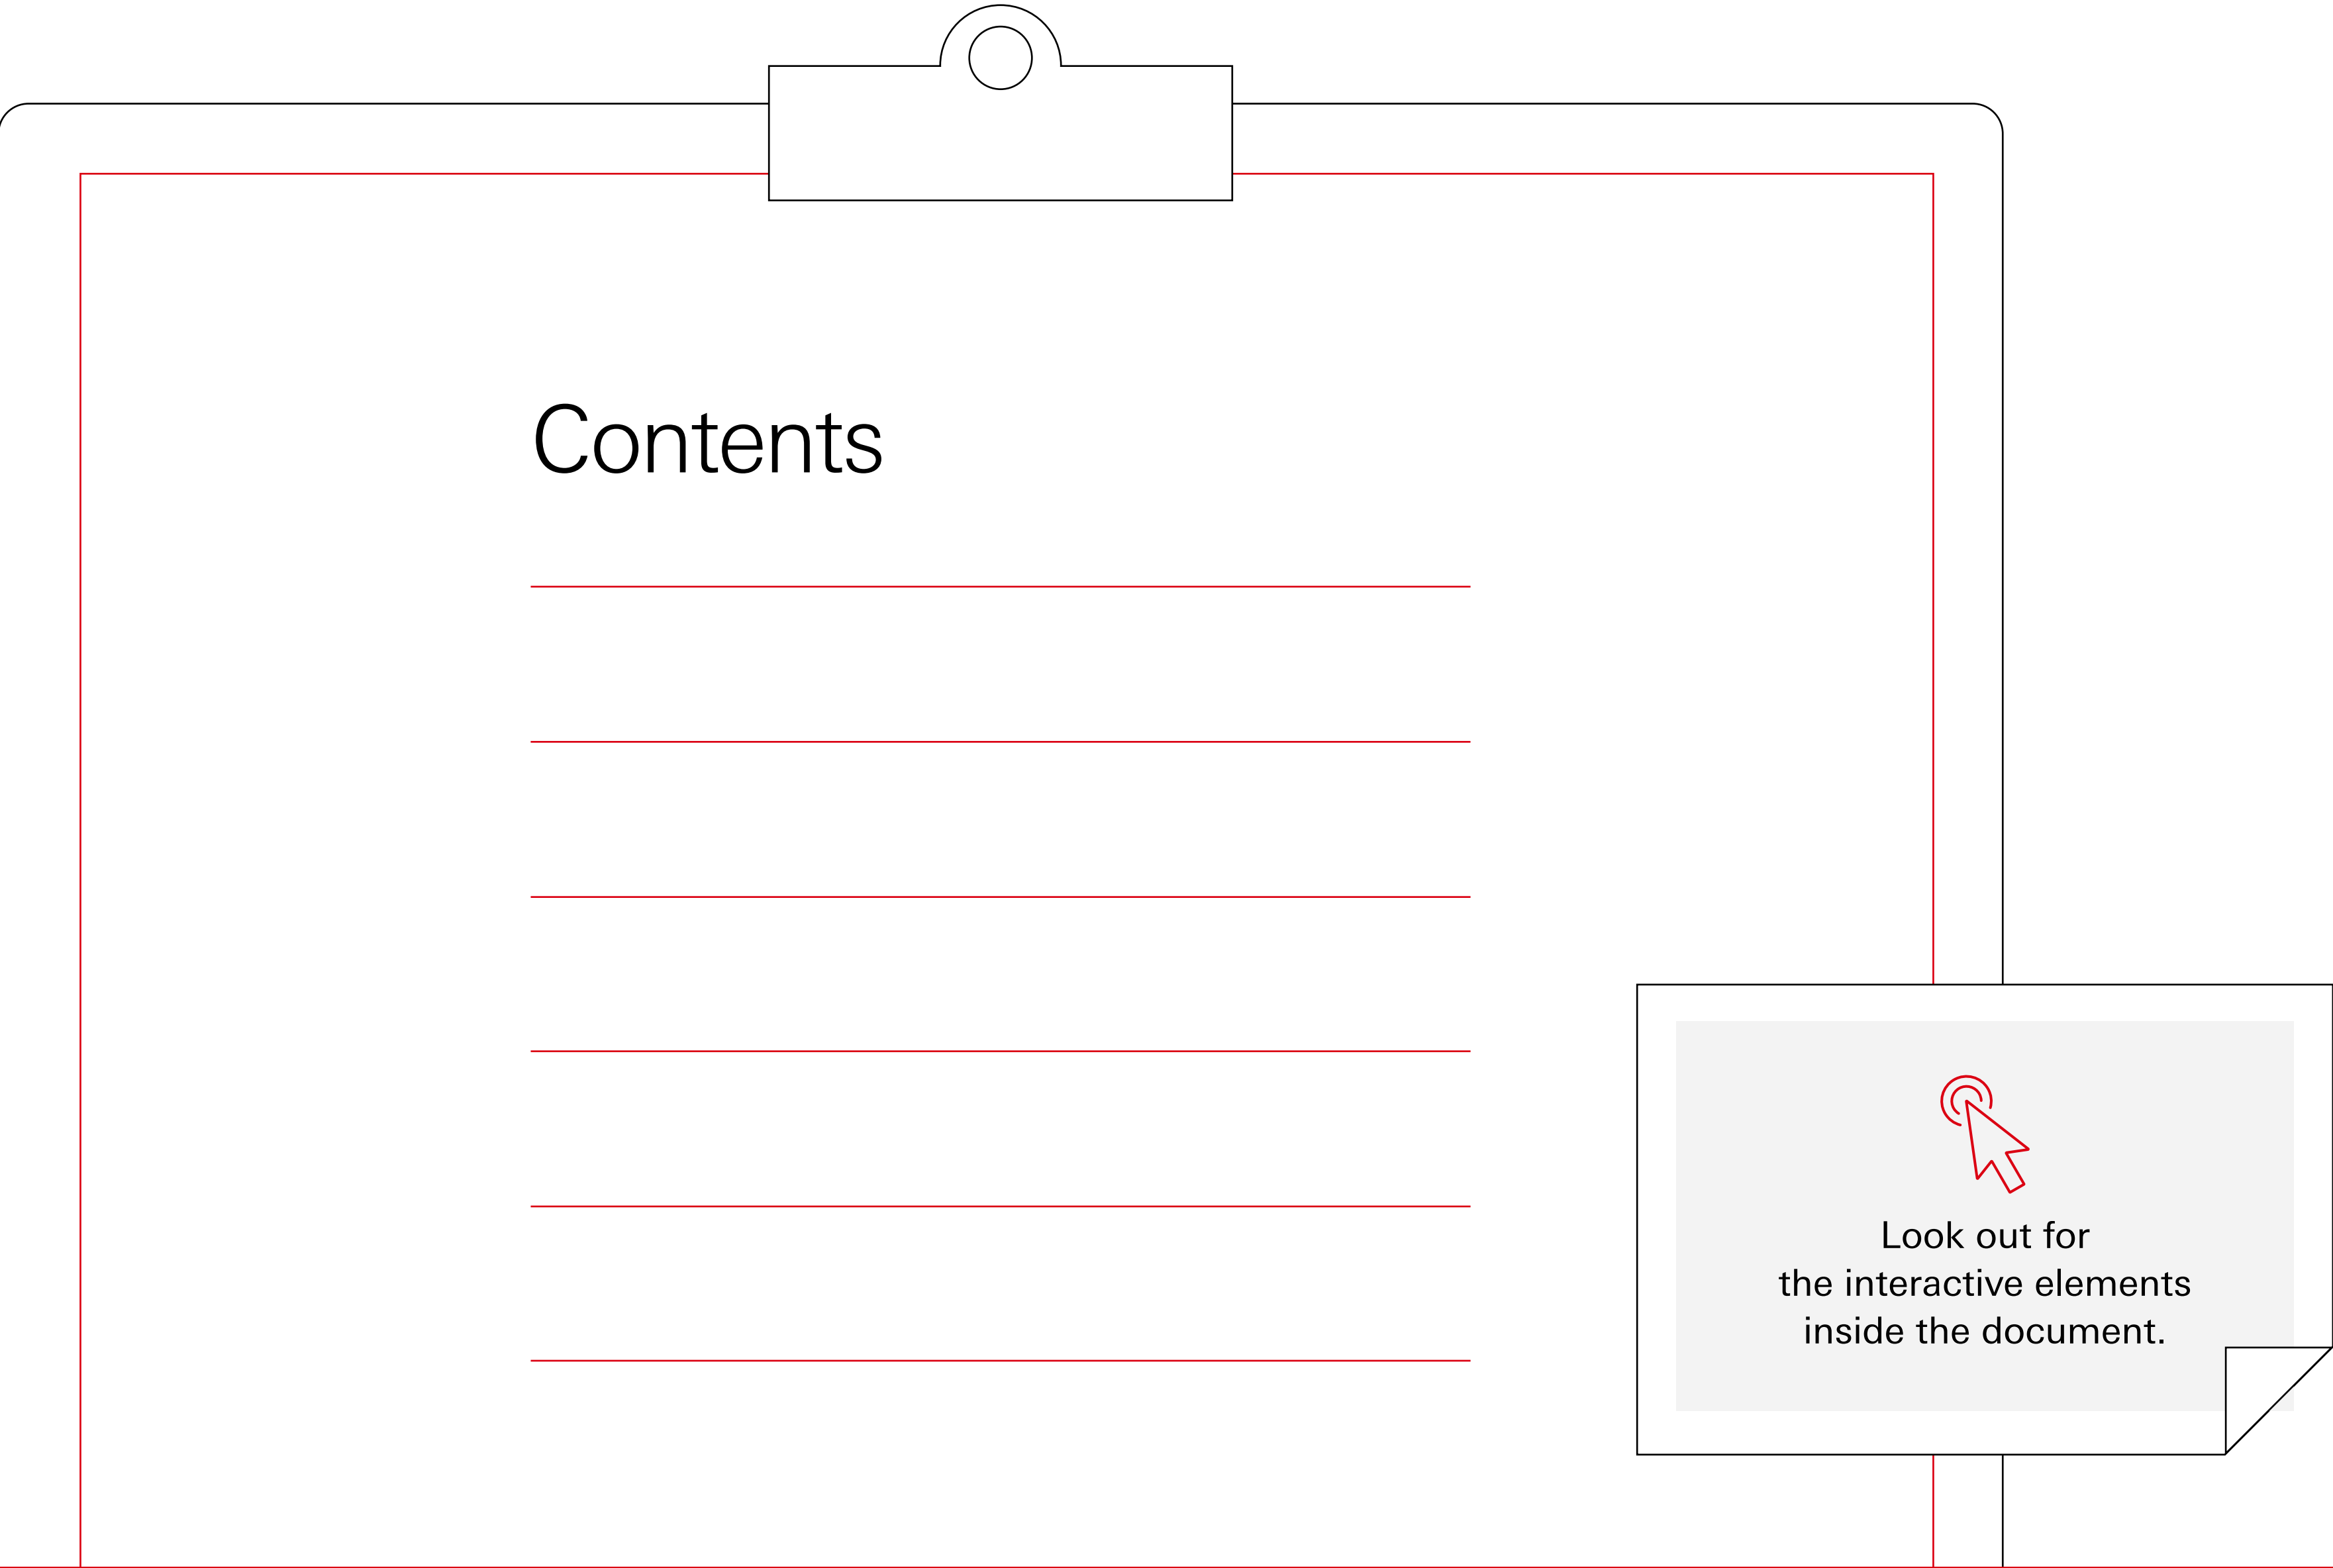 Contents
Look out for
the interactive elements
inside the document.